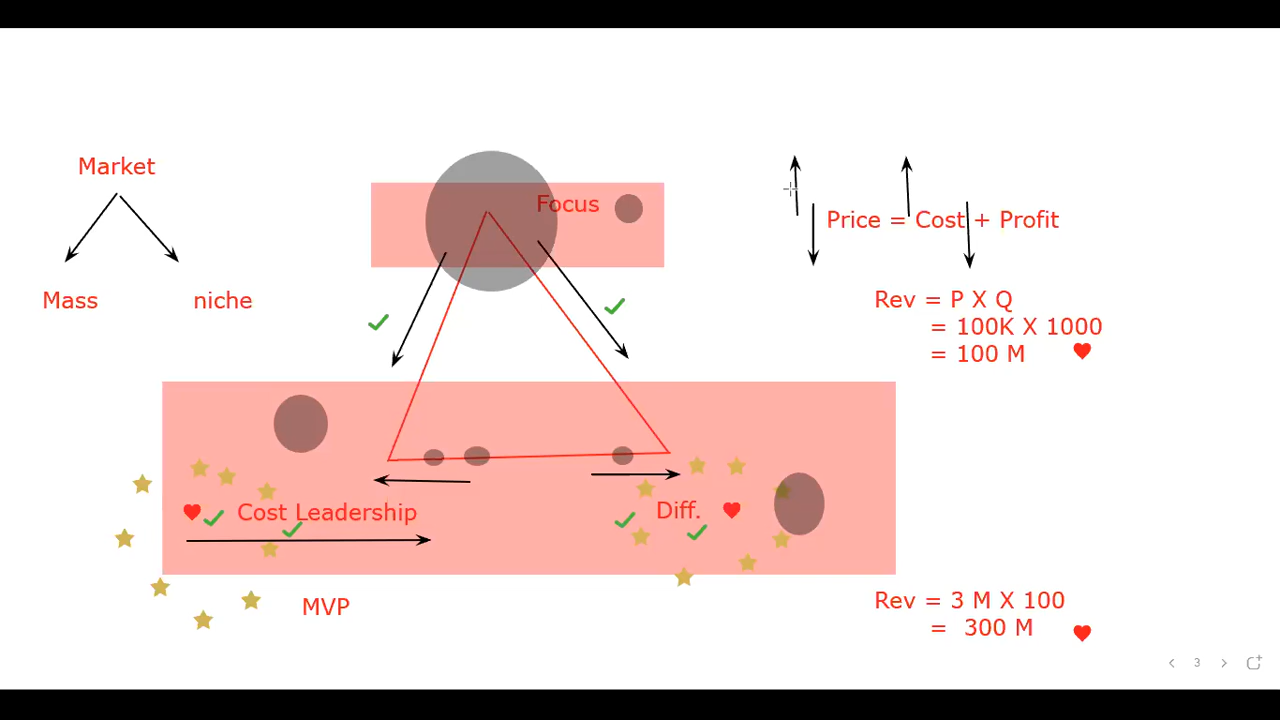 Market
Mass niche
Focus
Price = Cost + Profit
Rev = P X Q
= 100K X 1000
= 100 M
Cost Leadership
Diff.
MVP
Rev = 3 M X 100
= 300 M
3